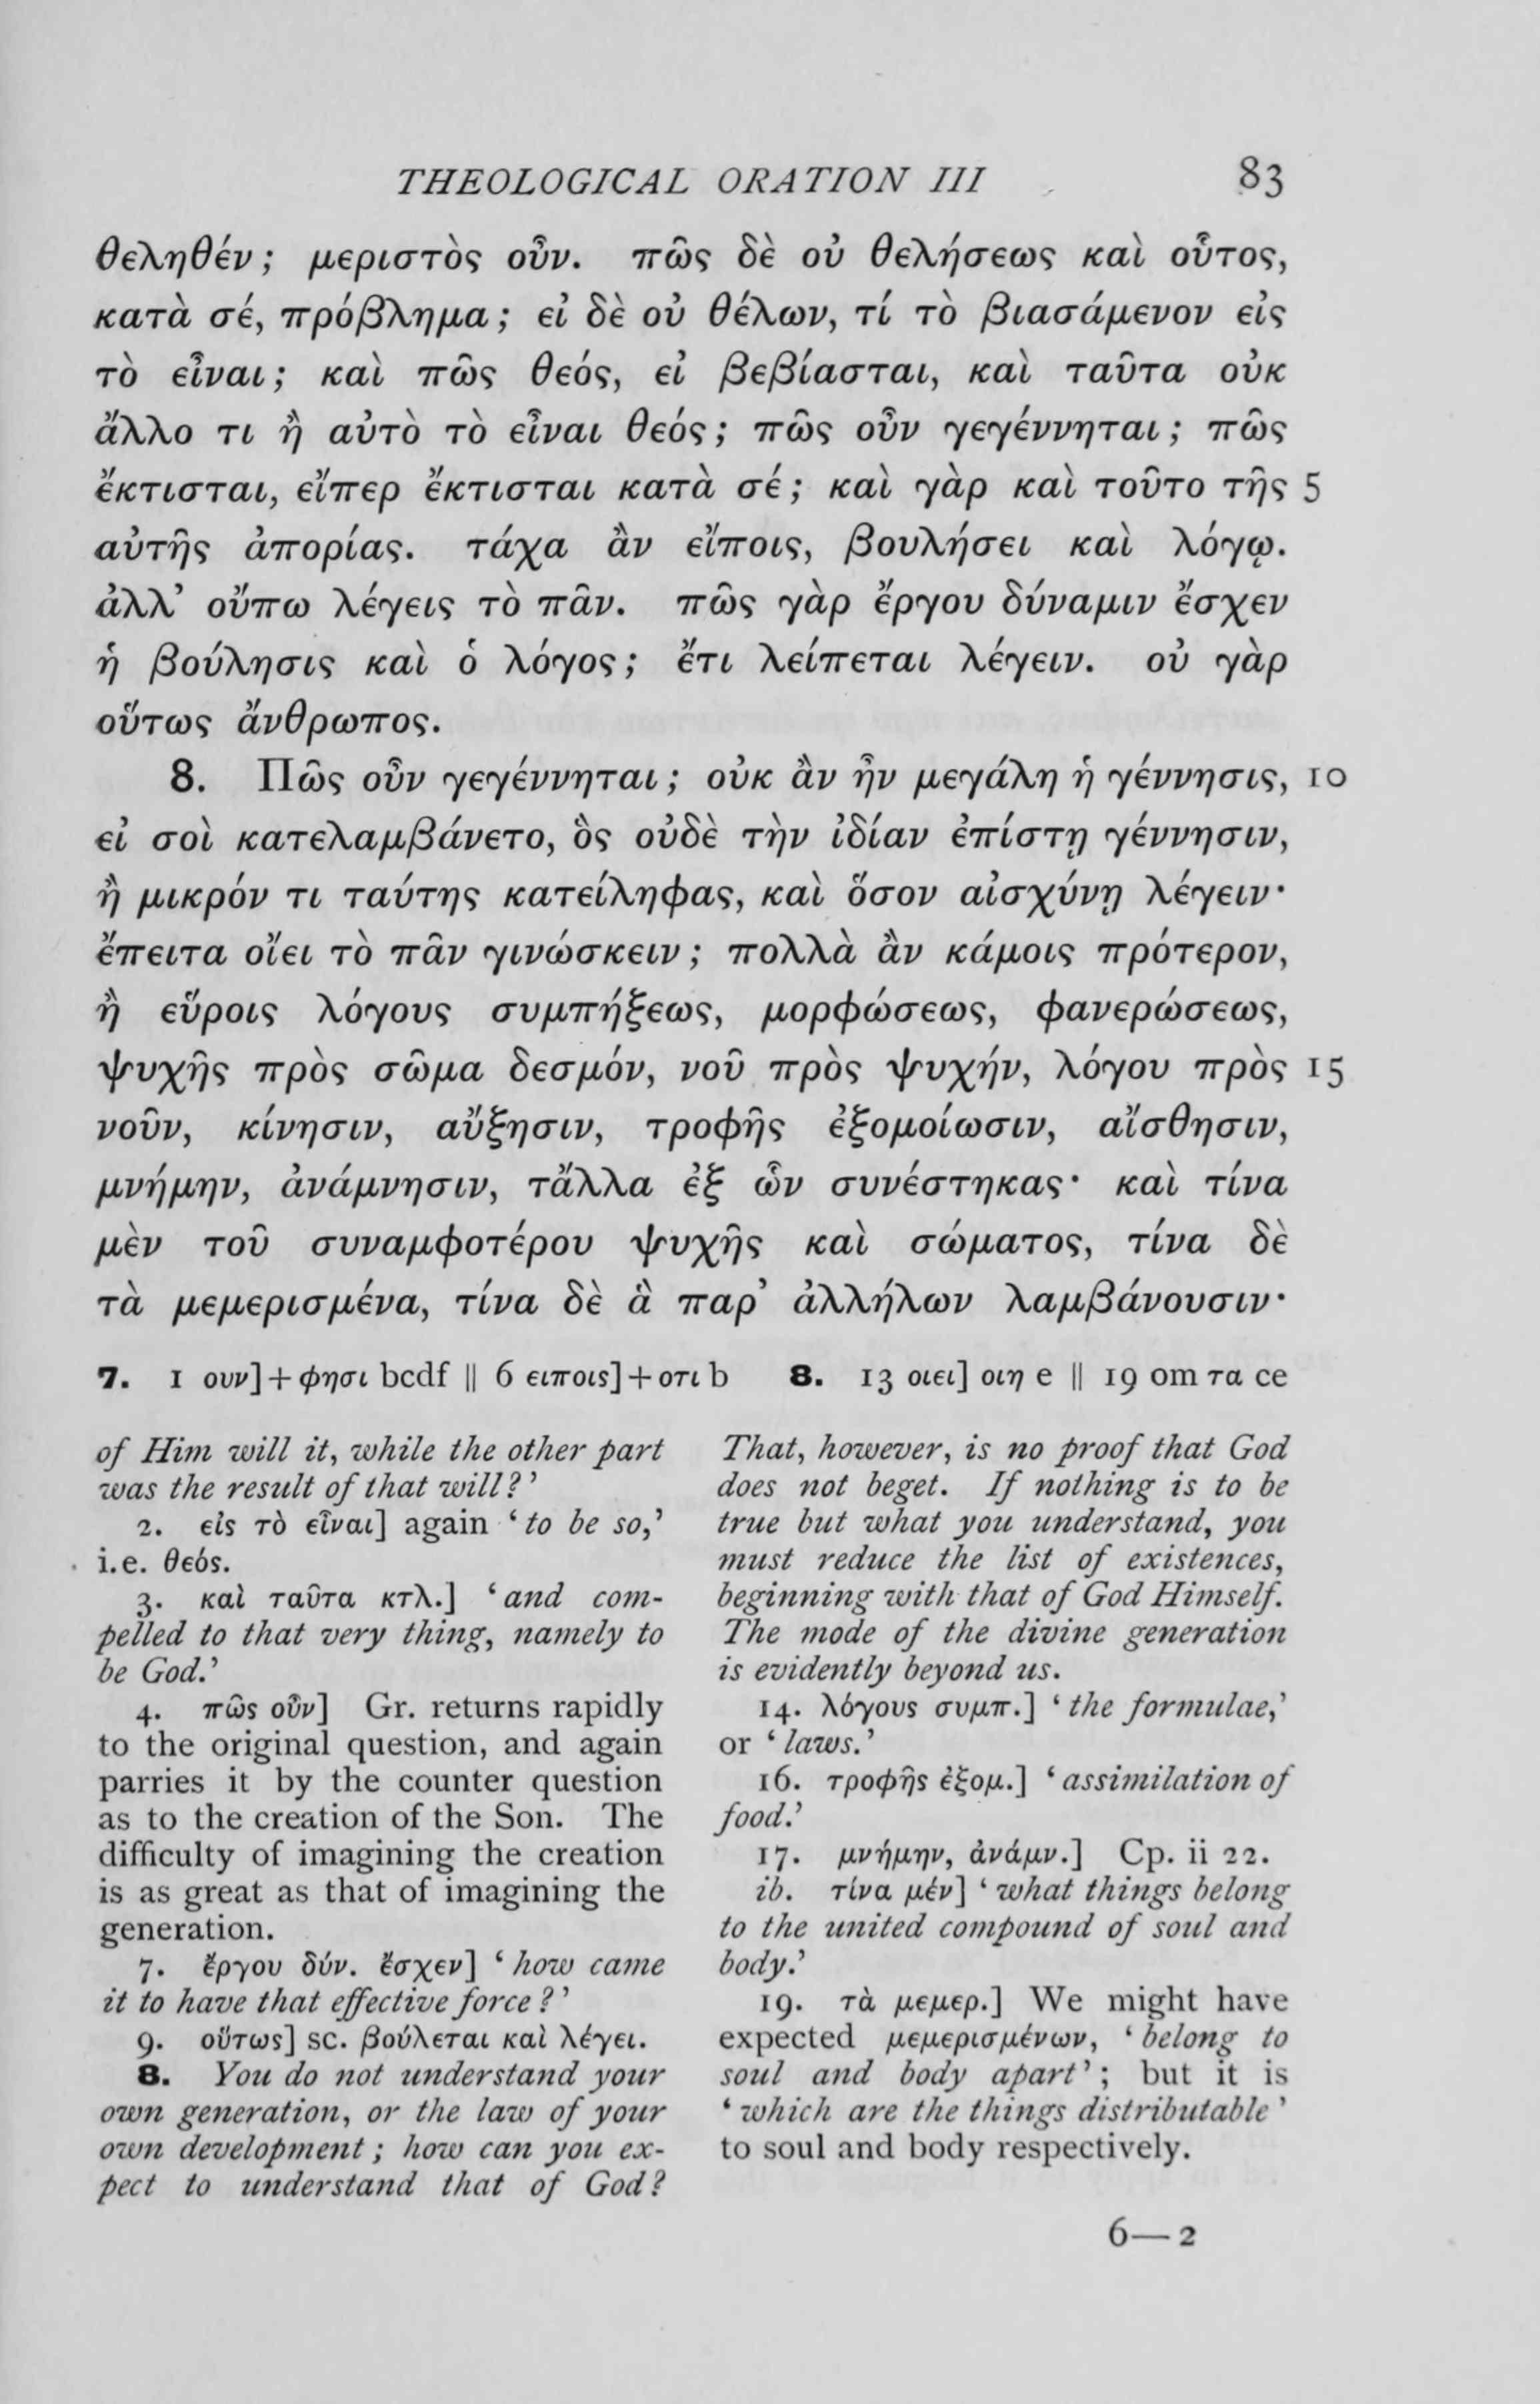 THEOLOGICAL ORATION III 83
θεληθέν; μεριστὸς οὖν. πῶς δὲ οὐ θελήσεως καὶ οὗτος,
κατὰ σέ, πρόβλημα; εἰ δὲ οὐ θέλων, τί τὸ βιασάμενον εἰς
τὸ εἶναι; καὶ πῶς θεός, εἰ βεβίασται, καὶ ταῦτα οὐκ
ἄλλο τι ἢ αὐτὸ τὸ εἶναι θεός; πῶς οὖν γεγέννηται; πῶς
ἔκτισται, εἴπερ ἔκτισται κατὰ σέ; καὶ γὰρ καὶ τοῦτο τῆς 5
αὐτῆς ἀπορίας. τάχα ἂν εἴποις, βουλήσει καὶ λόγῳ.
ἀλλ’ οὔπω λέγεις τὸ πᾶν. πῶς γὰρ ἔργου δύναμιν ἔσχεν
ἡ βούλησις καὶ ὁ λόγος; ἔτι λείπεται λέγειν. οὐ γὰρ
οὕτως ἄνθρωπος.
8. Πῶς οὖν γεγέννηται; οὐκ ἂν ἦν μεγάλη ἡ γέννησις, 10
εἰ σοὶ κατελαμβάνετο, ὃς οὐδὲ τὴν ἰδίαν ἐπίστῃ γέννησιν,
ἢ μικρόν τι ταύτης κατείληφας, καὶ ὅσον αἰσχύνῃ λέγειν·
ἔπειτα οἴει τὸ πᾶν γινώσκειν; πολλὰ ἂν κάμοις πρότερον,
ἢ εὕροις λόγους συμπήξεως, μορφώσεως, φανερώσεως,
ψυχῆς πρὸς σῶμα δεσμόν, νοῦ πρὸς ψυχήν, λόγου πρὸς 15
νοῦν, κίνησιν, αὔξησιν, τροφῆς ἐξομοίωσιν, αἴσθησιν,
μνήμην, ἀνάμνησιν, τἄλλα ἐξ ὧν συνέστηκας· καὶ τίνα
μὲν τοῦ συναμφοτέρου ψυχῆς καὶ σώματος, τίνα δὲ
τὰ μεμερισμένα, τίνα δὲ ἃ παρ’ ἀλλήλων λαμβάνουσιν·
7. 1 ουν]+φησι bcdf || 6 ειποις]+οτι b 8. 13 οιει] οιη e || 19 om τα ce
of Him will it, while the other part
was the result of that will?’
2. εἰς τὸ εἶναι] again ‘to be so,’
i.e. θεός.
3. καὶ ταῦτα κτλ.] ‘and com-
pelled to that very thing, namely to
be God.’
4. πῶς οὖν] Gr. returns rapidly
to the original question, and again
parries it by the counter question
as to the creation of the Son. The
difficulty of imagining the creation
is as great as that of imagining the
generation.
7. ἔργου δύν. ἔσχεν] ‘how came
it to have that effective force?’
9. οὕτως] sc. βούλεται καὶ λέγει.
8. You do not understand your
own generation, or the law of your
own development; how can you ex-
pect to understand that of God?
That, however, is no proof that God
does not beget. If nothing is to be
true but what you understand, you
must reduce the list of existences,
beginning with that of God Himself.
The mode of the divine generation
is evidently beyond us.
14. λόγους συμπ.] ‘the formulae,’
or ‘laws.’
16. τροφῆς ἐξομ.] ‘assimilation of
food.’
17. μνήμην, ἀνάμν.] Cp. ii 22.
ib. τίνα μέν] ‘what things belong
to the united compound of soul and
body.’
19. τὰ μεμερ.] We might have
expected μεμερισμένων, ‘belong to
soul and body apart’; but it is
‘which are the things distributable’
to soul and body respectively.
6—2